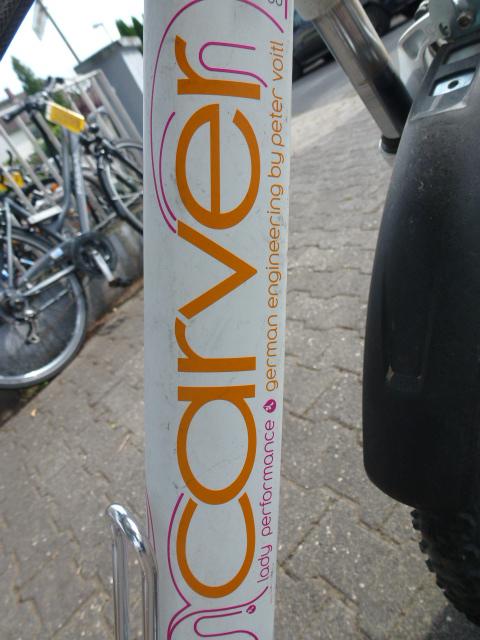 carver
lady performance german engineering by peter voitl